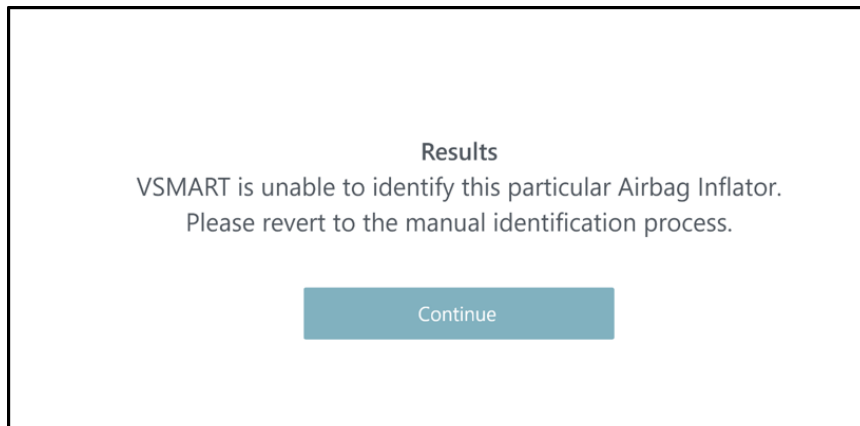 Results
VSMART is unable to identify this particular Airbag Inflator.
Please revert to the manual identification process.
Continue